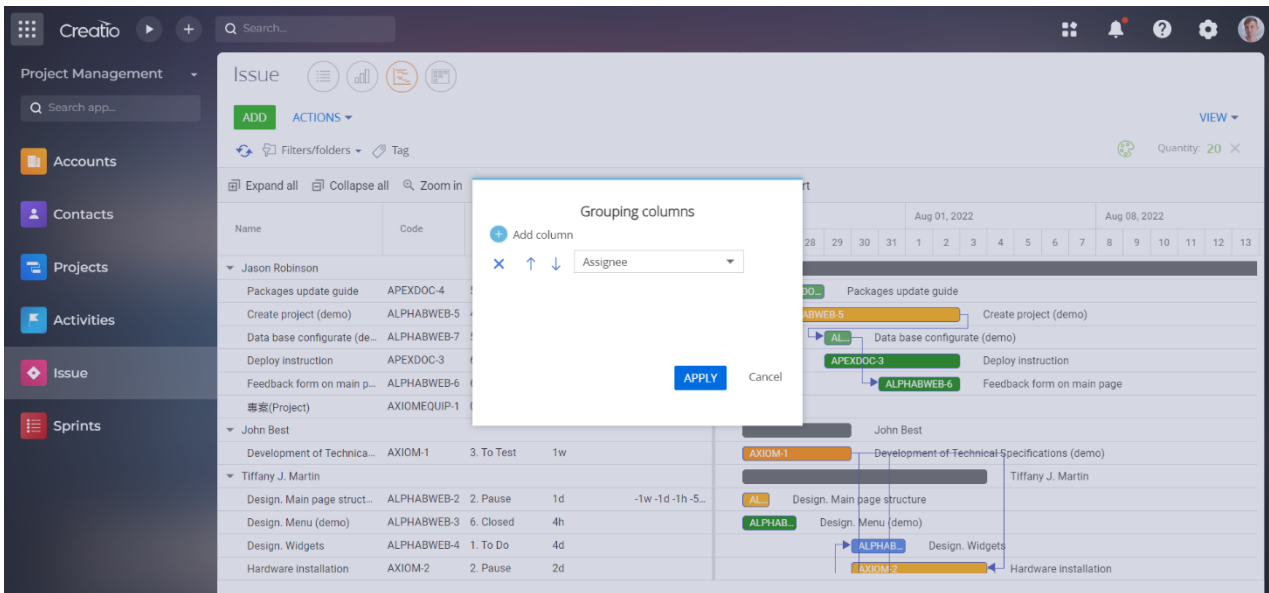 Creatio
Search...
Project Management
Search app...
Accounts
Contacts
Projects
Activities
Issue
Sprints
Issue
ADD ACTIONS VIEW
Filters/folders Tag Quantity: 20
Expand all Collapse all Zoom in rt
Grouping columns
Add column
Assignee
APPLY Cancel
Name Code Aug 01, 2022 Aug 08, 2022
28 29 30 31 1 2 3 4 5 6 7 8 9 10 11 12 13
Jason Robinson
Packages update guide APEXDOC-4 Packages update guide
Create project (demo) ALPHABWEB-5 ABWEB-5 Create project (demo)
Data base configurate (de... ALPHABWEB-7 AL... Data base configurate (demo)
Deploy instruction APEXDOC-3 APEXDOC-3 Deploy instruction
Feedback form on main p... ALPHABWEB-6 ALPHABWEB-6 Feedback form on main page
專案(Project) AXIOMEQUIP-1
John Best John Best
Development of Technica... AXIOM-1 3. To Test 1w AXIOM-1 Development of Technical Specifications (demo)
Tiffany J. Martin Tiffany J. Martin
Design. Main page struct... ALPHABWEB-2 2. Pause 1d -1w -1d -1h -5... AL... Design. Main page structure
Design. Menu (demo) ALPHABWEB-3 6. Closed 4h ALPHAB... Design. Menu (demo)
Design. Widgets ALPHABWEB-4 1. To Do 4d ALPHAB... Design. Widgets
Hardware installation AXIOM-2 2. Pause 2d AXIOM-2 Hardware installation